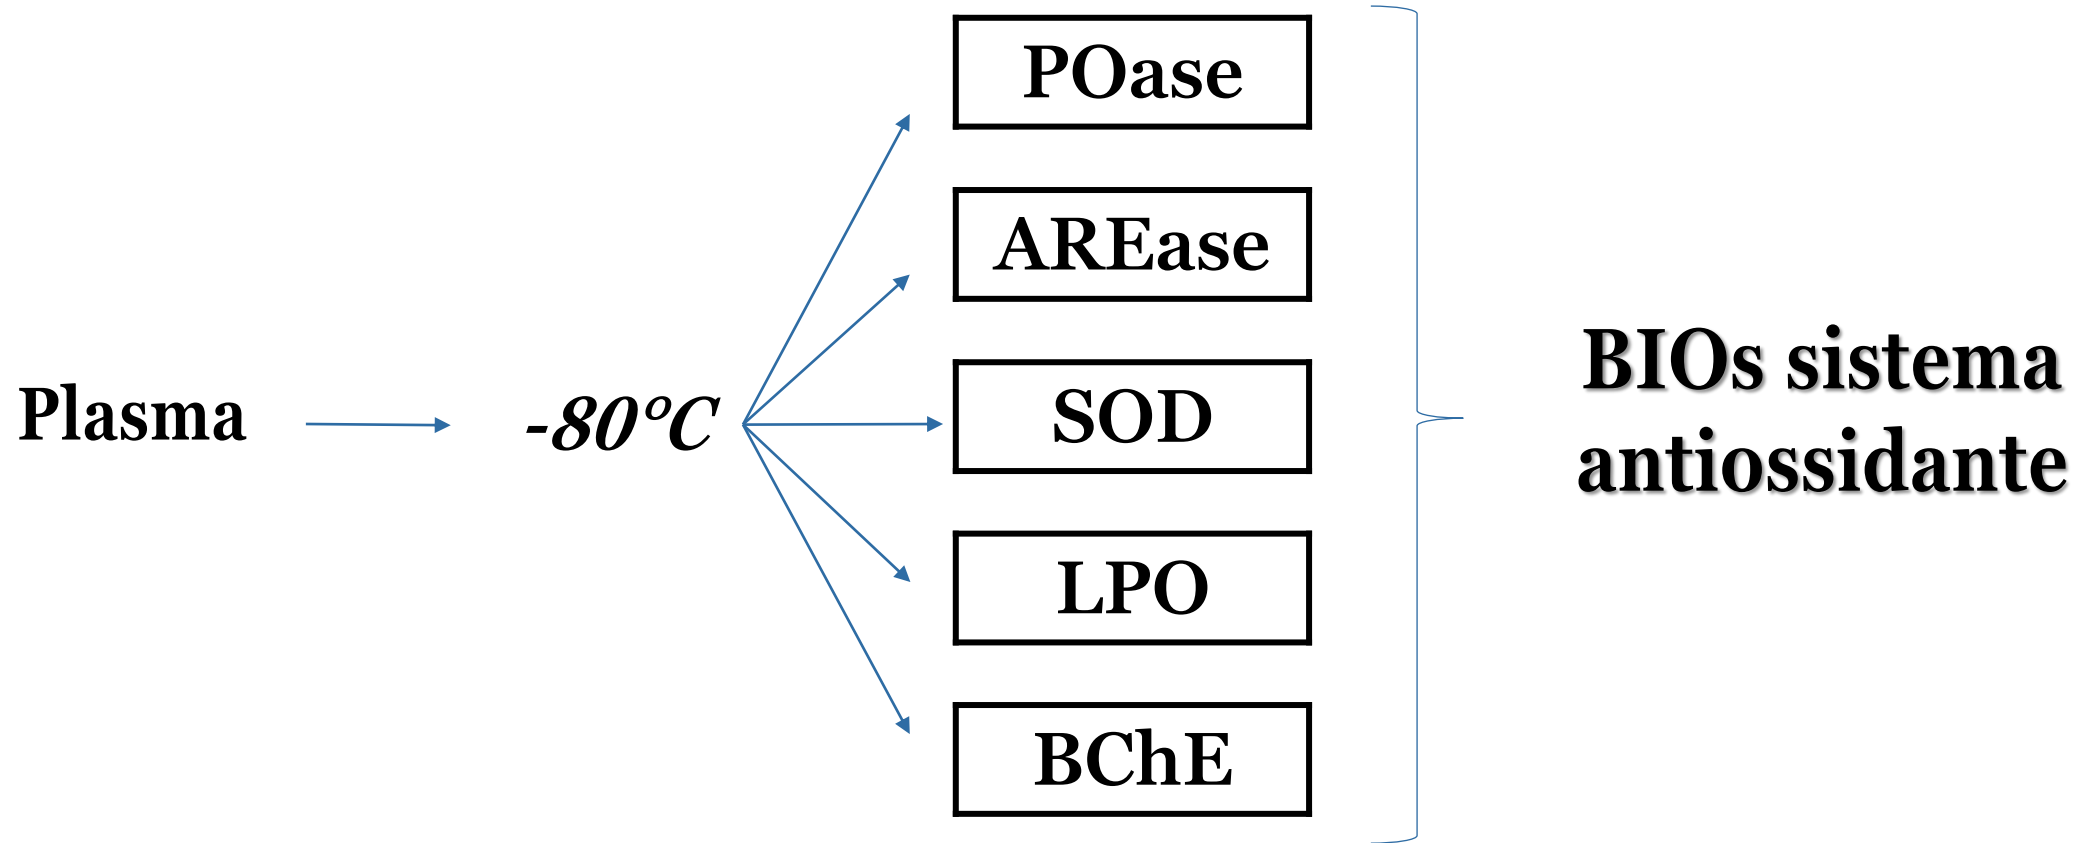 POase
AREase
Plasma
-80°C
SOD
LPO
BChE
BIOs sistema
antiossidante